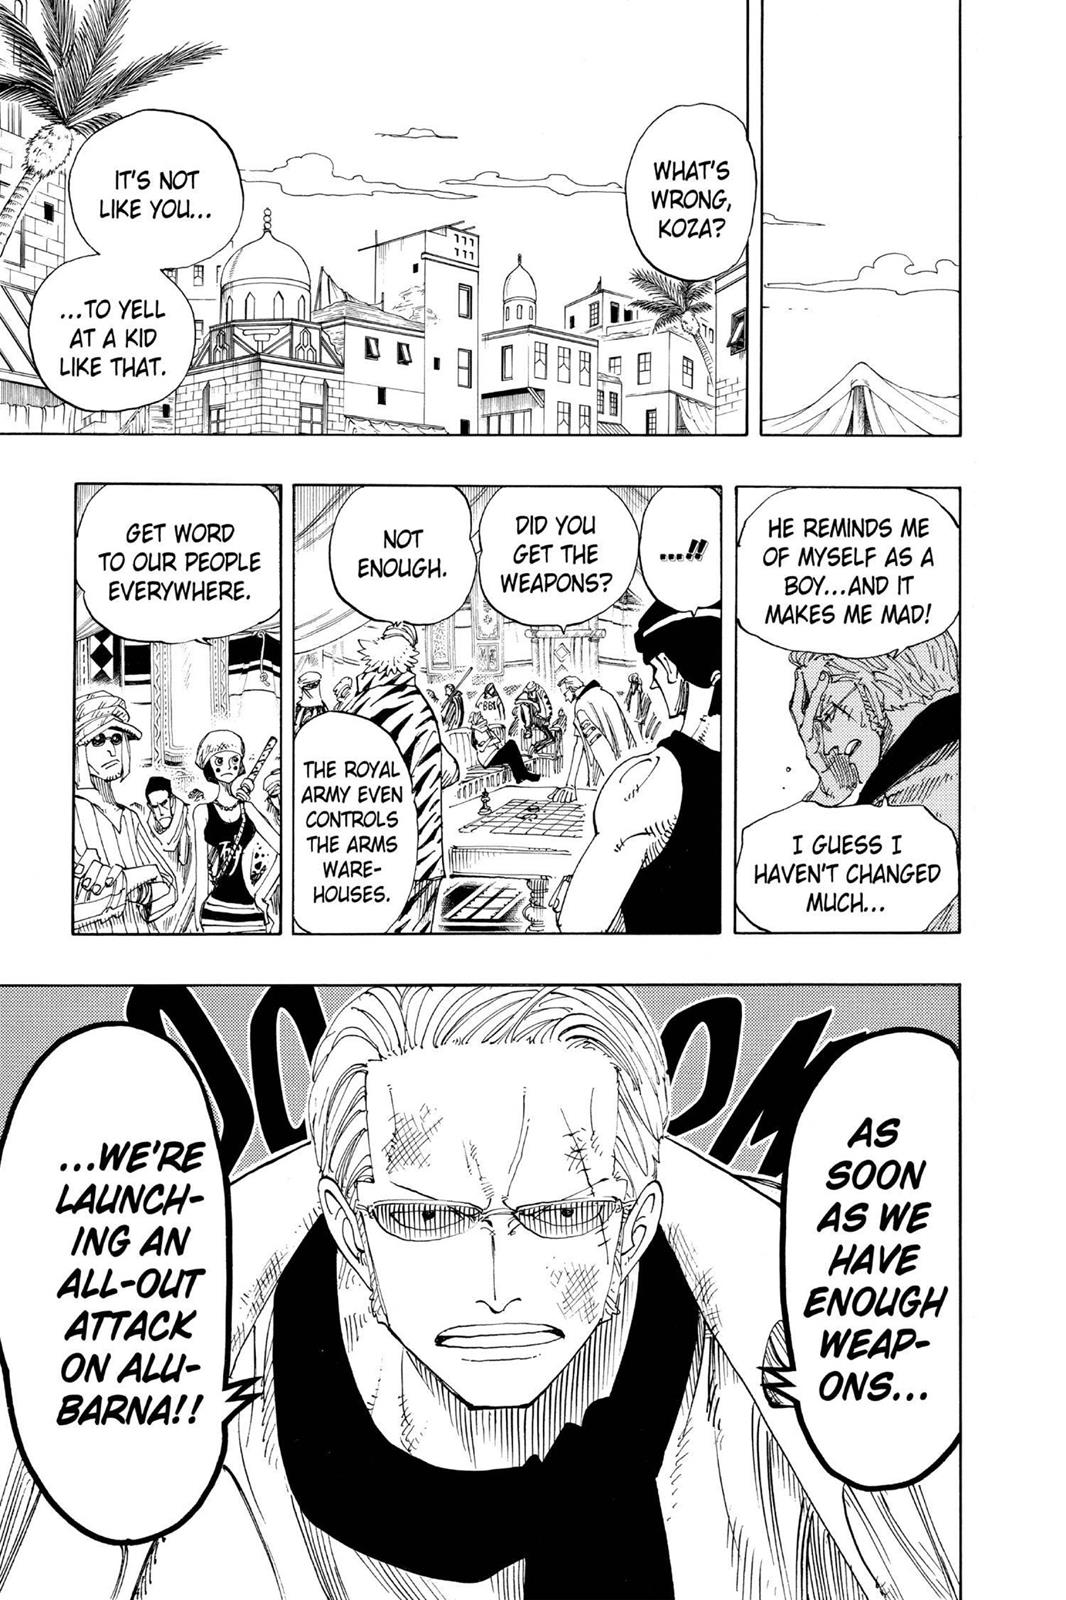 WHAT'S
WRONG,
KOZA?
IT'S NOT
LIKE YOU...
...TO YELL
AT A KID
LIKE THAT.
HE REMINDS ME
OF MYSELF AS A
BOY...AND IT
MAKES ME MAD!
I GUESS I
HAVEN'T CHANGED
MUCH...
....!!
DID YOU
GET THE
WEAPONS?
NOT
ENOUGH.
THE ROYAL
ARMY EVEN
CONTROLS
THE ARMS
WARE-
HOUSES.
GET WORD
TO OUR PEOPLE
EVERYWHERE.
AS
SOON
AS WE
HAVE
ENOUGH
WEAP-
ONS...
...WE'RE
LAUNCH-
ING AN
ALL-OUT
ATTACK
ON ALU-
BARNA!!